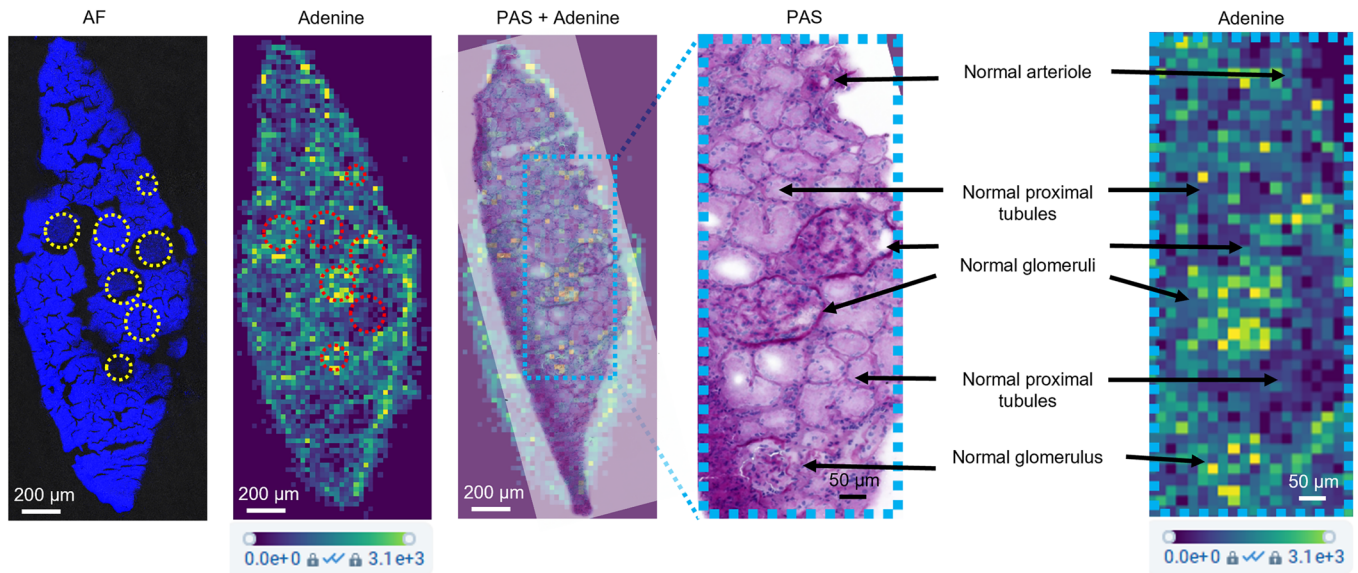 AF
Adenine
PAS + Adenine
PAS
Adenine
Normal arteriole
Normal proximal
tubules
Normal glomeruli
Normal proximal
tubules
Normal glomerulus
200 µm
200 µm
200 µm
50 µm
50 µm
0.0e+0 3.1e+3
0.0e+0 3.1e+3